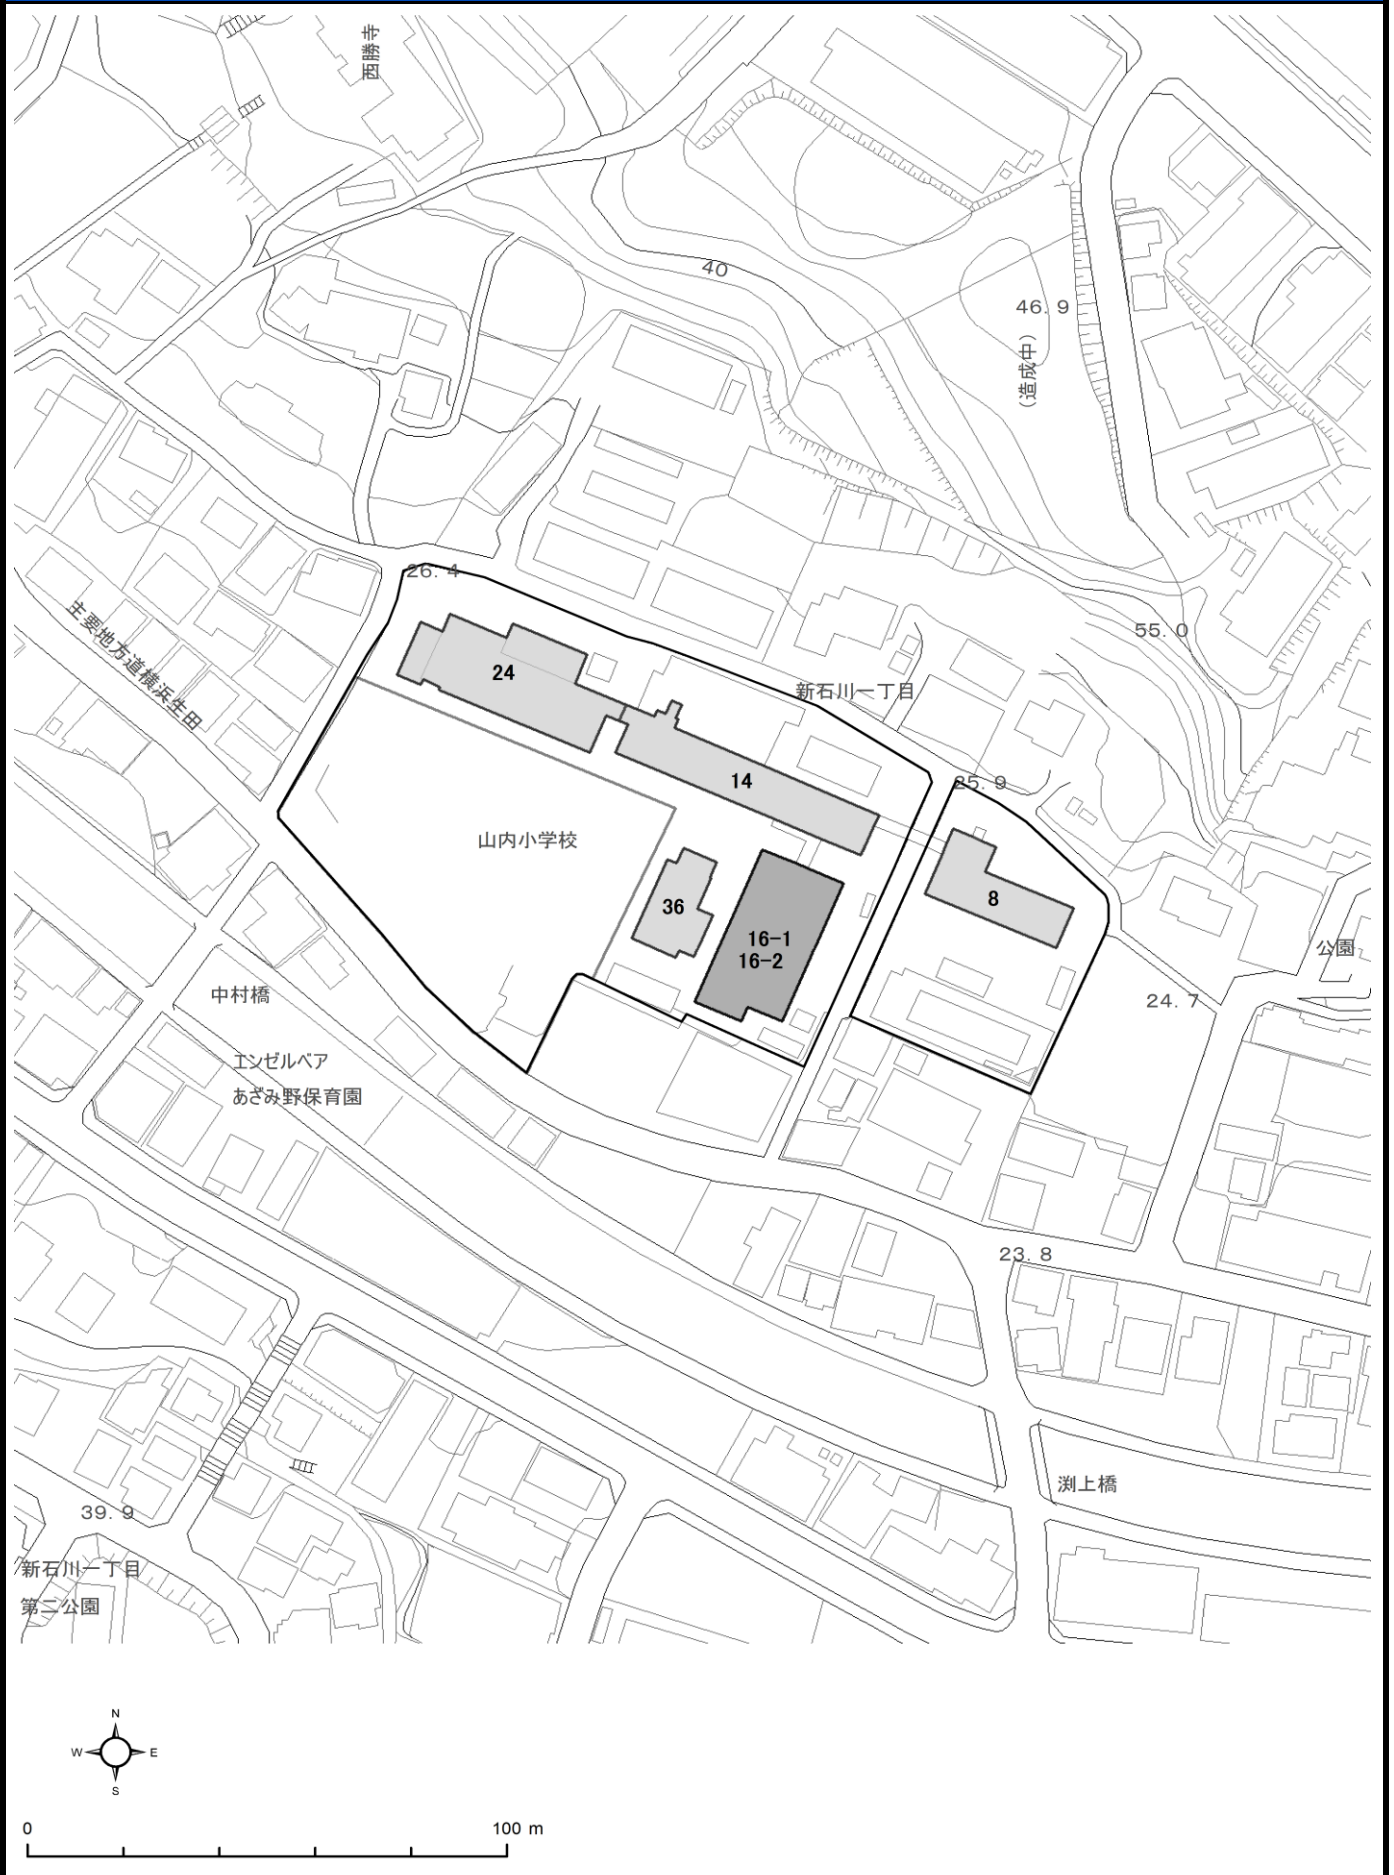 西勝寺
40
46.9
(造成中)
26.4
主要地方道横浜生田
55.0
24
新石川一丁目
14
25.9
山内小学校
8
36
16-1
16-2
公園
中村橋
24.7
エンゼルベア
あざみ野保育園
23.8
渕上橋
39.9
新石川一丁目
第二公園
N
W
E
S
0
100 m